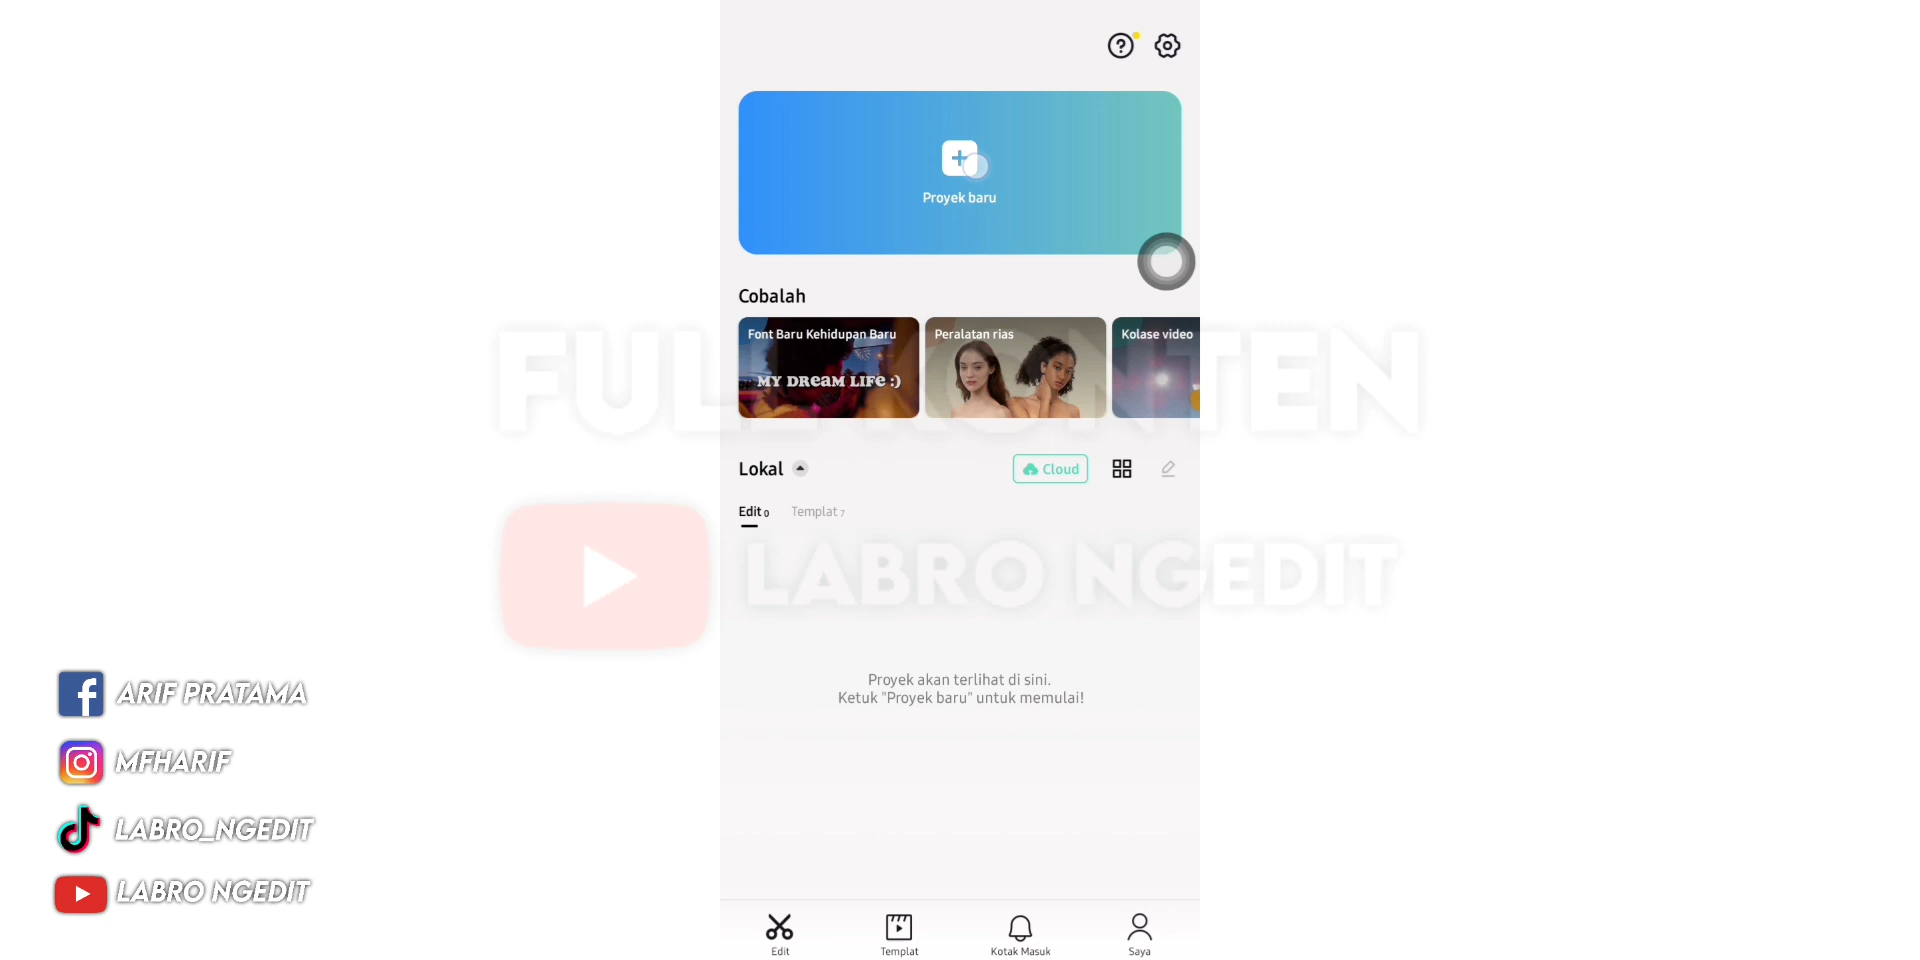 Proyek baru
Cobalah
Font Baru Kehidupan Baru
MY DREAM LIFE :)
Peralatan rias
Kolase video
FULL KONTEN
Lokal
Cloud
Edit 0
Templat 7
LABRO NGEDIT
Proyek akan terlihat di sini.
Ketuk "Proyek baru" untuk memulai!
ARIF PRATAMA
MFHARIF
LABRO_NGEDIT
LABRO NGEDIT
Edit
Templat
Kotak Masuk
Saya